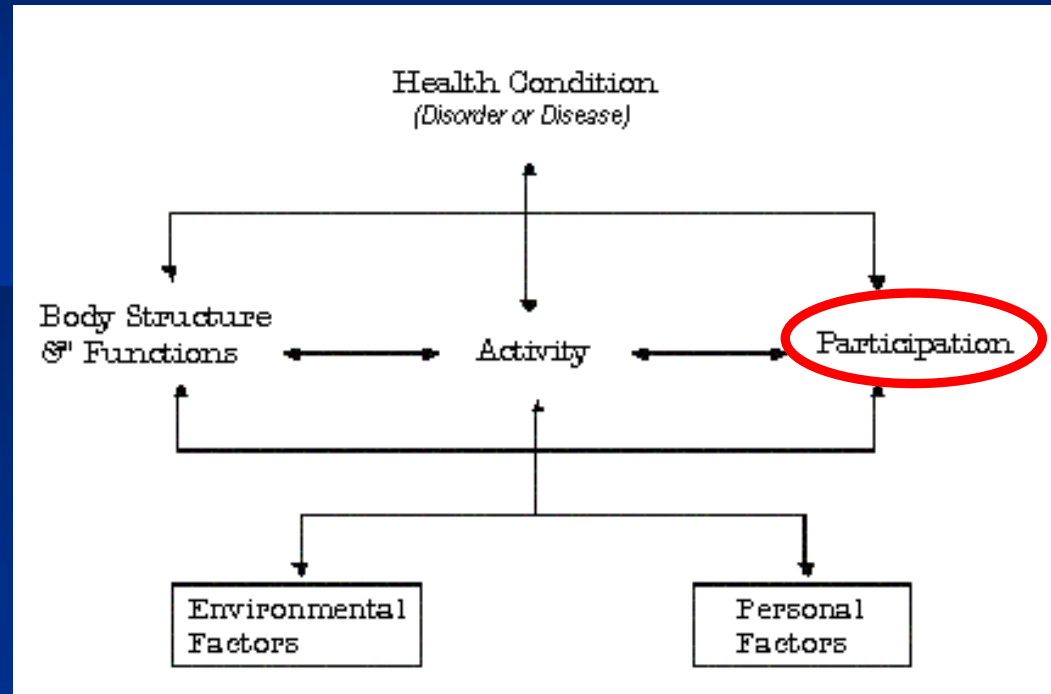 Health Condition
(Disorder or Disease)
Body Structure
&" Functions
Activity
Participation
Environmental
Factors
Personal
Factors